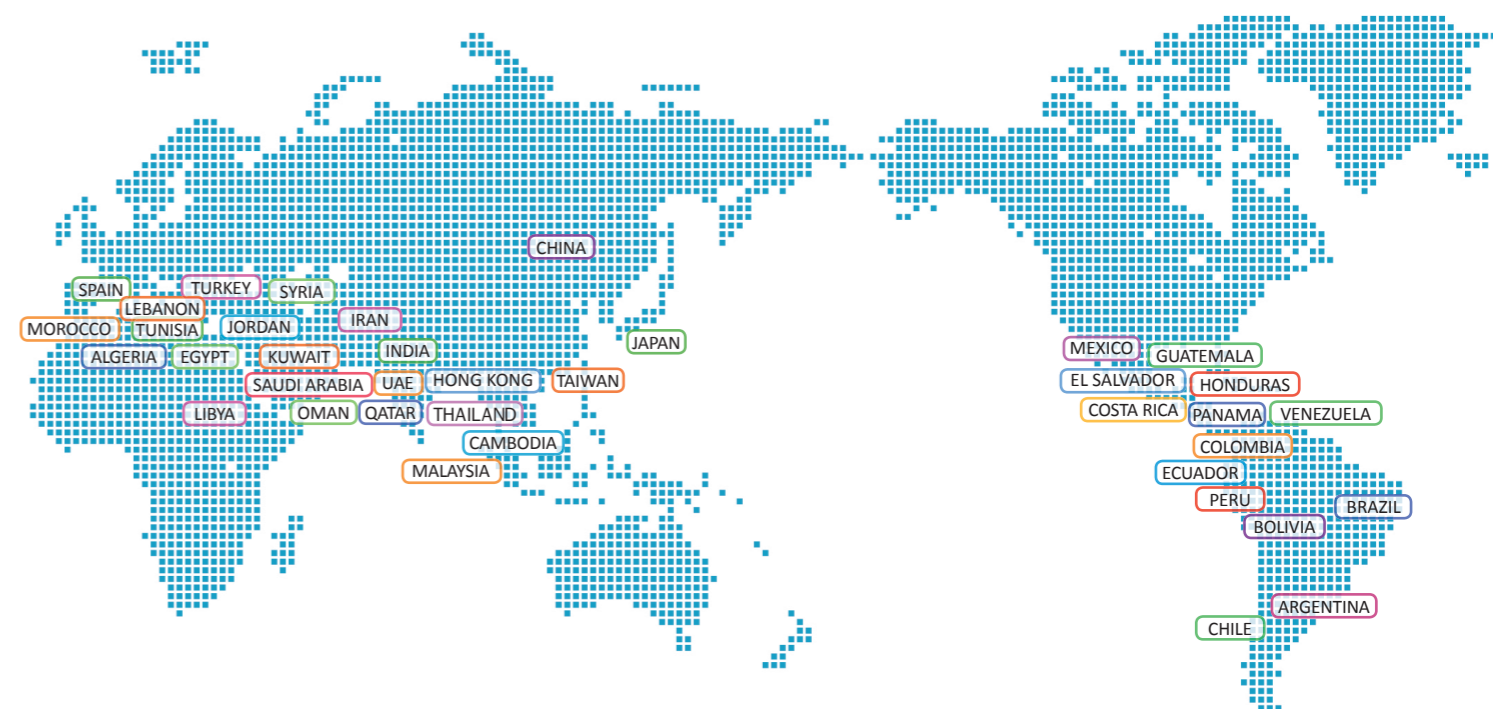 CHINA
SPAIN
TURKEY
SYRIA
LEBANON
MOROCCO
TUNISIA
JORDAN
IRAN
JAPAN
ALGERIA
EGYPT
KUWAIT
INDIA
SAUDI ARABIA
UAE
HONG KONG
TAIWAN
LIBYA
OMAN
QATAR
THAILAND
CAMBODIA
MALAYSIA
MEXICO
GUATEMALA
EL SALVADOR
HONDURAS
COSTA RICA
PANAMA
VENEZUELA
COLOMBIA
ECUADOR
PERU
BRAZIL
BOLIVIA
ARGENTINA
CHILE